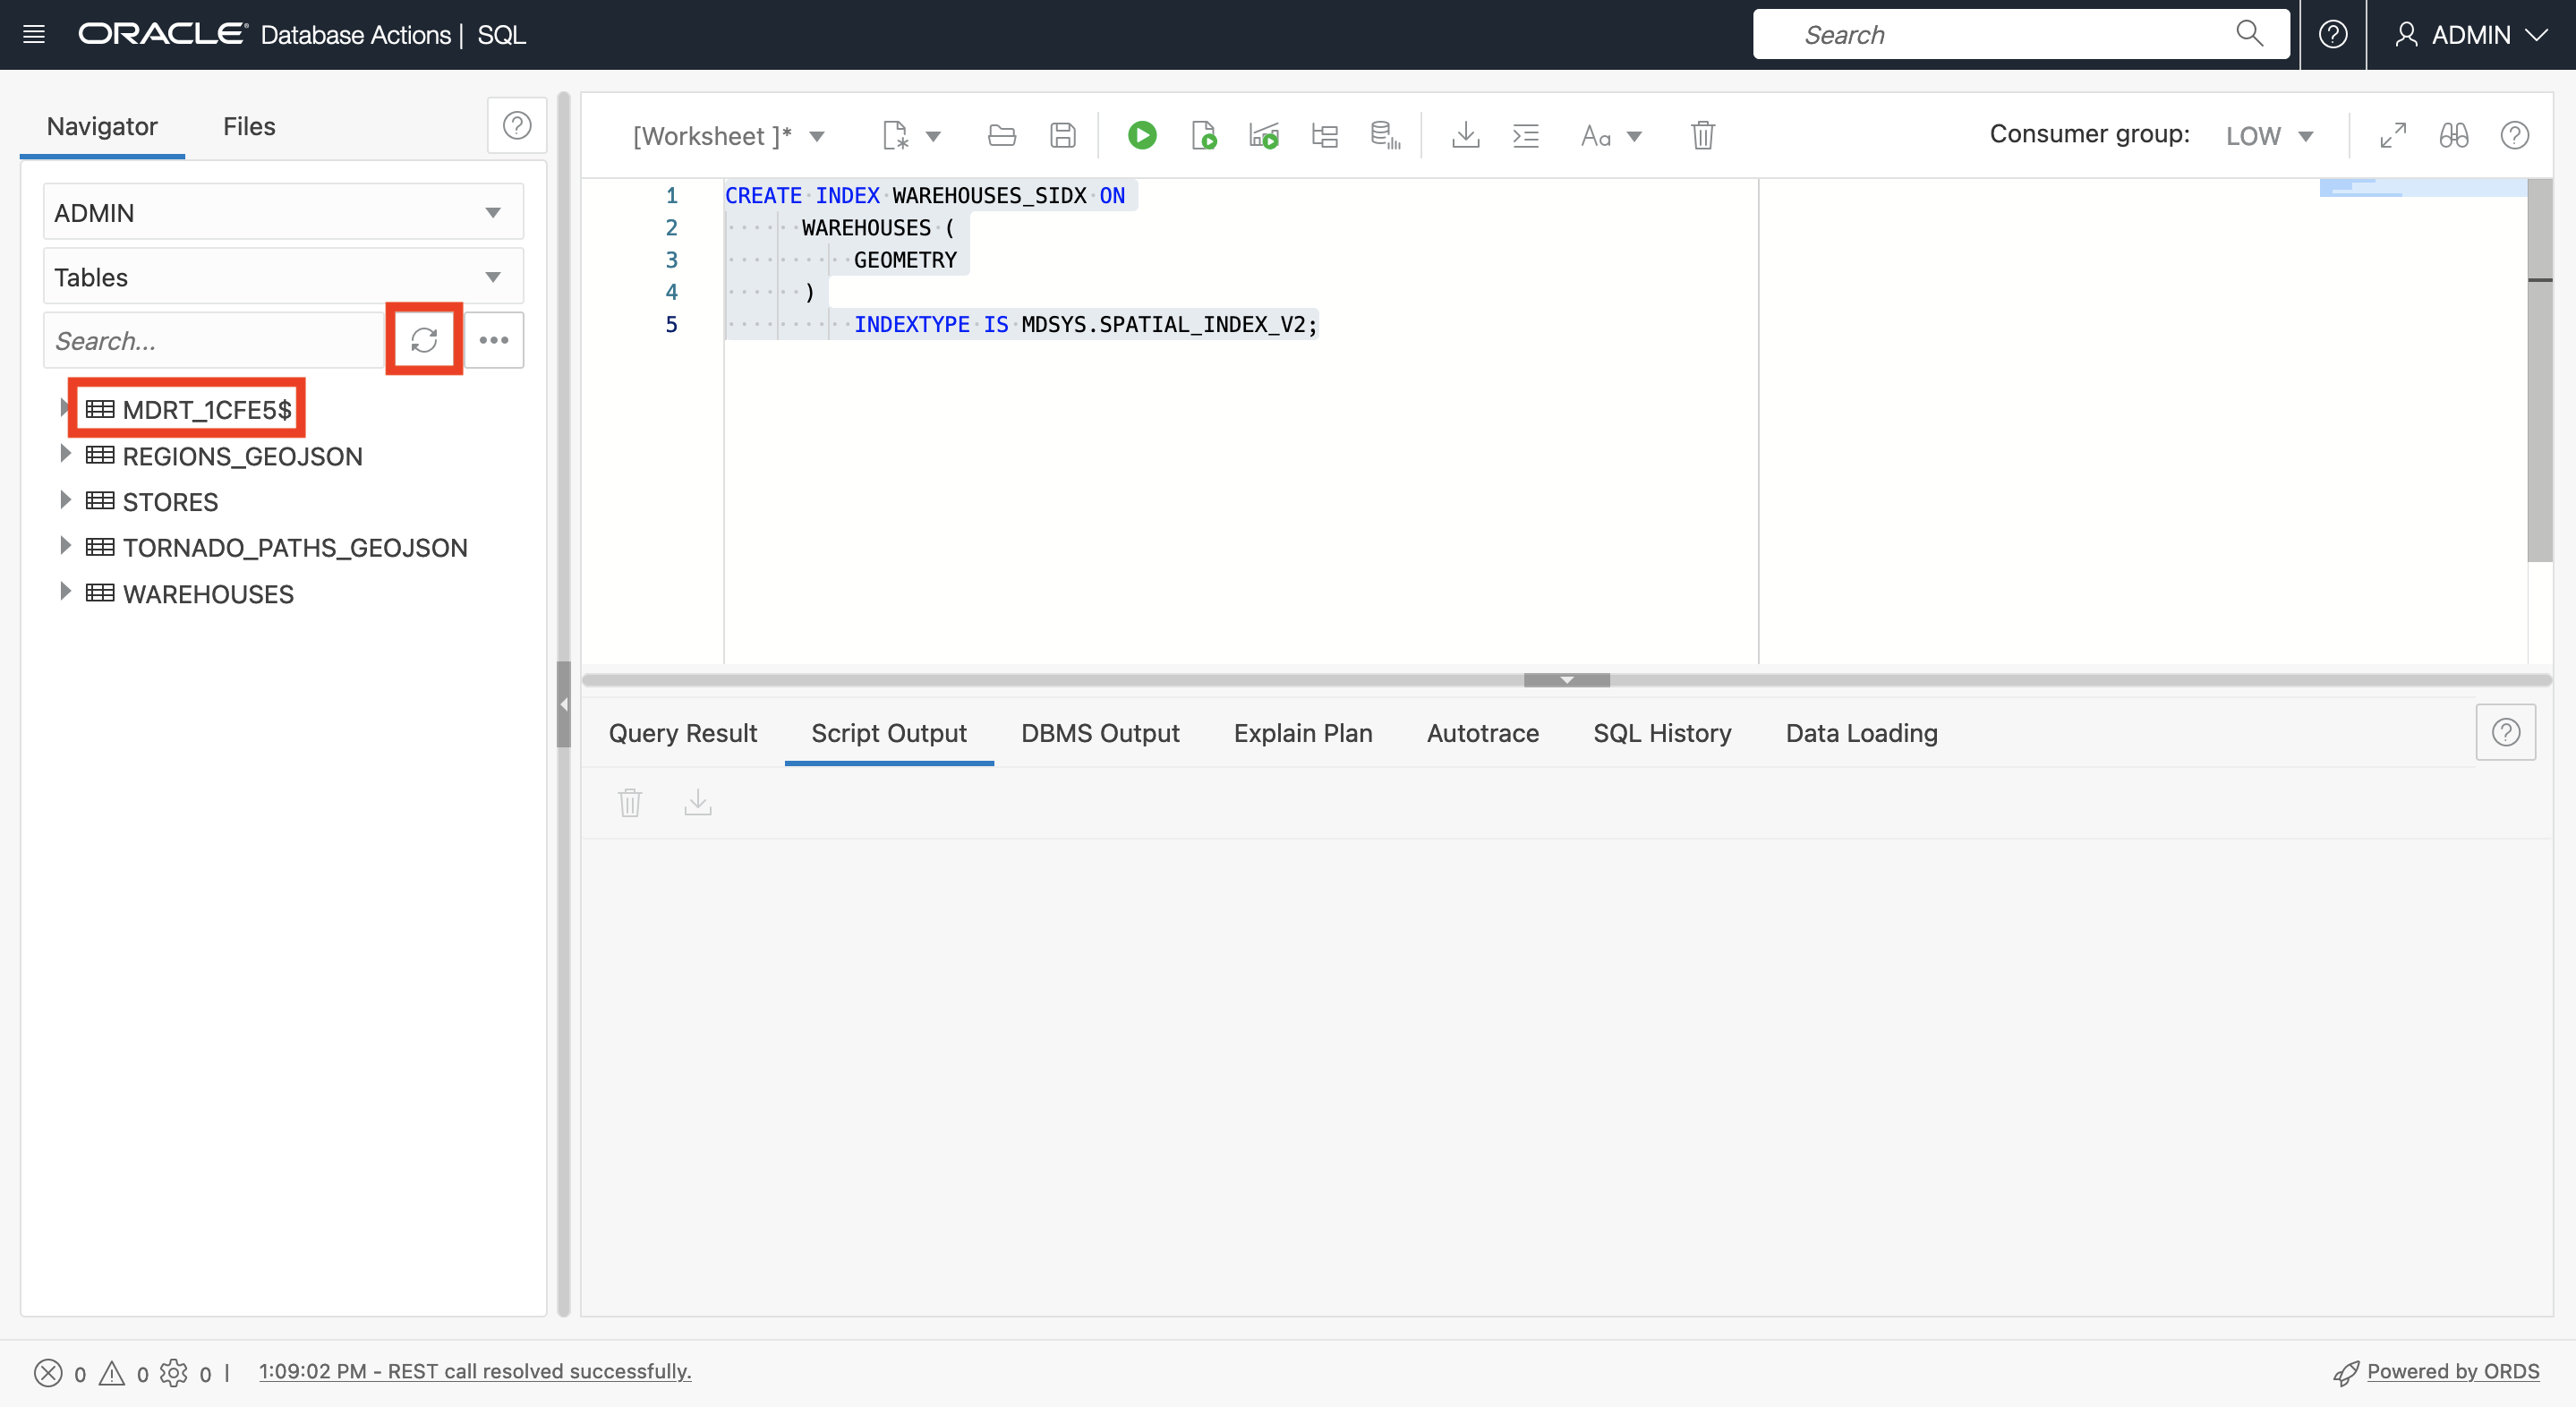 ORACLE Database Actions | SQL
Search
ADMIN
Navigator
Files
ADMIN
Tables
Search...
MDRT_1CFE5$
REGIONS_GEOJSON
STORES
TORNADO_PATHS_GEOJSON
WAREHOUSES
[Worksheet ]*
Aa
Consumer group: LOW
1 CREATE INDEX WAREHOUSES_SIDX ON
2 WAREHOUSES (
3 GEOMETRY
4 )
5 INDEXTYPE IS MDSYS.SPATIAL_INDEX_V2;
Query Result
Script Output
DBMS Output
Explain Plan
Autotrace
SQL History
Data Loading
0 0 0 | 1:09:02 PM - REST call resolved successfully.
Powered by ORDS